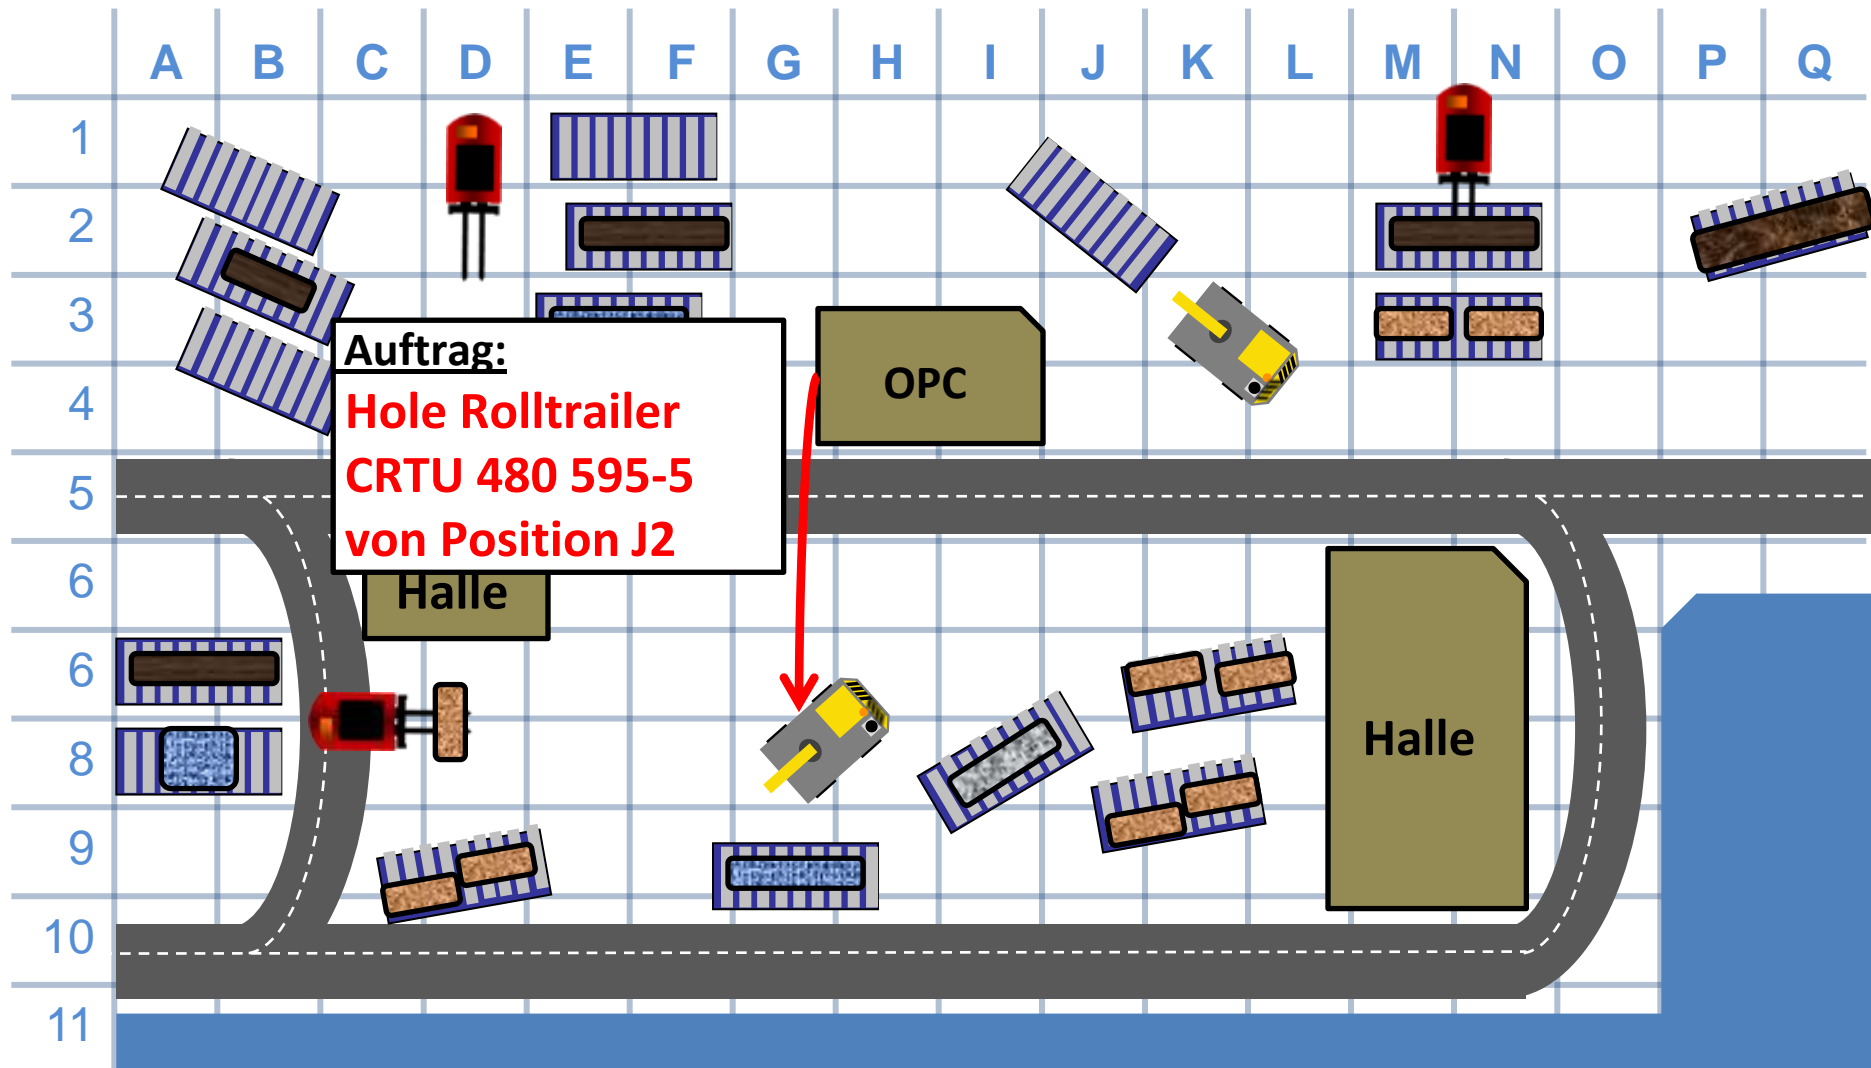 A B C D E F G H I J K L M N O P Q
1
2
3
4
5
6
6
8
9
10
11
Auftrag:
Hole Rolltrailer
CRTU 480 595-5
von Position J2
OPC
Halle
Halle